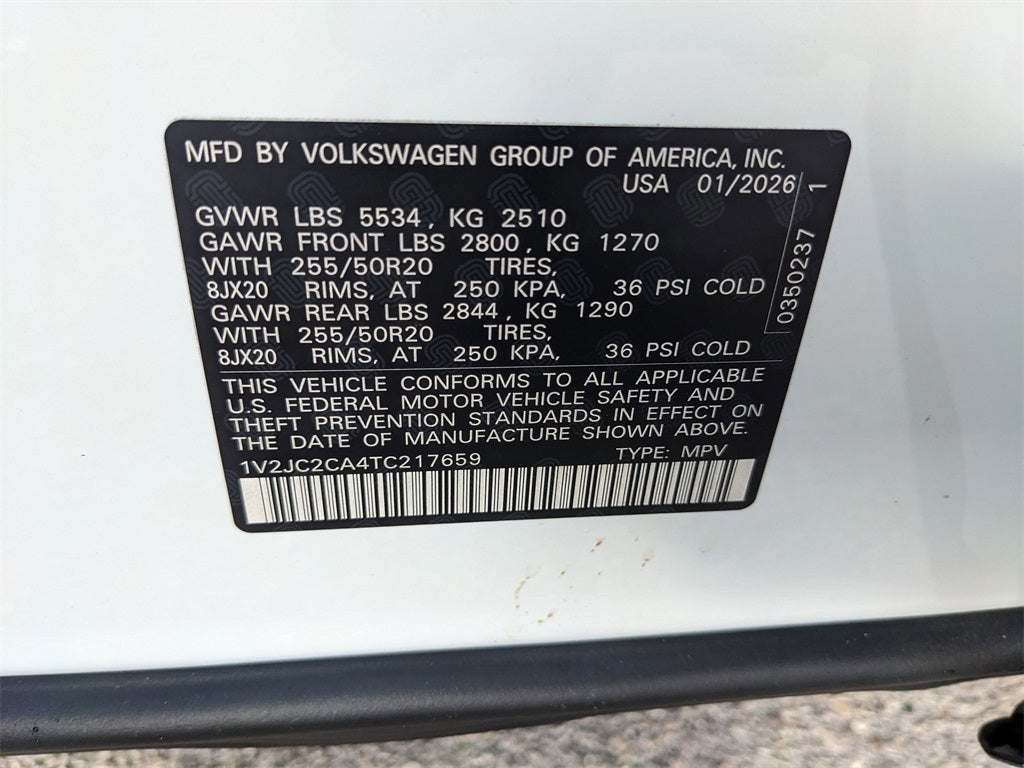 MFD BY VOLKSWAGEN GROUP OF AMERICA, INC.
USA 01/2026
GVWR LBS 5534, KG 2510
GAWR FRONT LBS 2800, KG 1270
WITH 255/50R20 TIRES,
8JX20 RIMS, AT 250 KPA, 36 PSI COLD
GAWR REAR LBS 2844, KG 1290
WITH 255/50R20 TIRES,
8JX20 RIMS, AT 250 KPA, 36 PSI COLD
THIS VEHICLE CONFORMS TO ALL APPLICABLE
U.S. FEDERAL MOTOR VEHICLE SAFETY AND
THEFT PREVENTION STANDARDS IN EFFECT ON
THE DATE OF MANUFACTURE SHOWN ABOVE.
1V2JC2CA4TC217659 TYPE: MPV
0350237 1